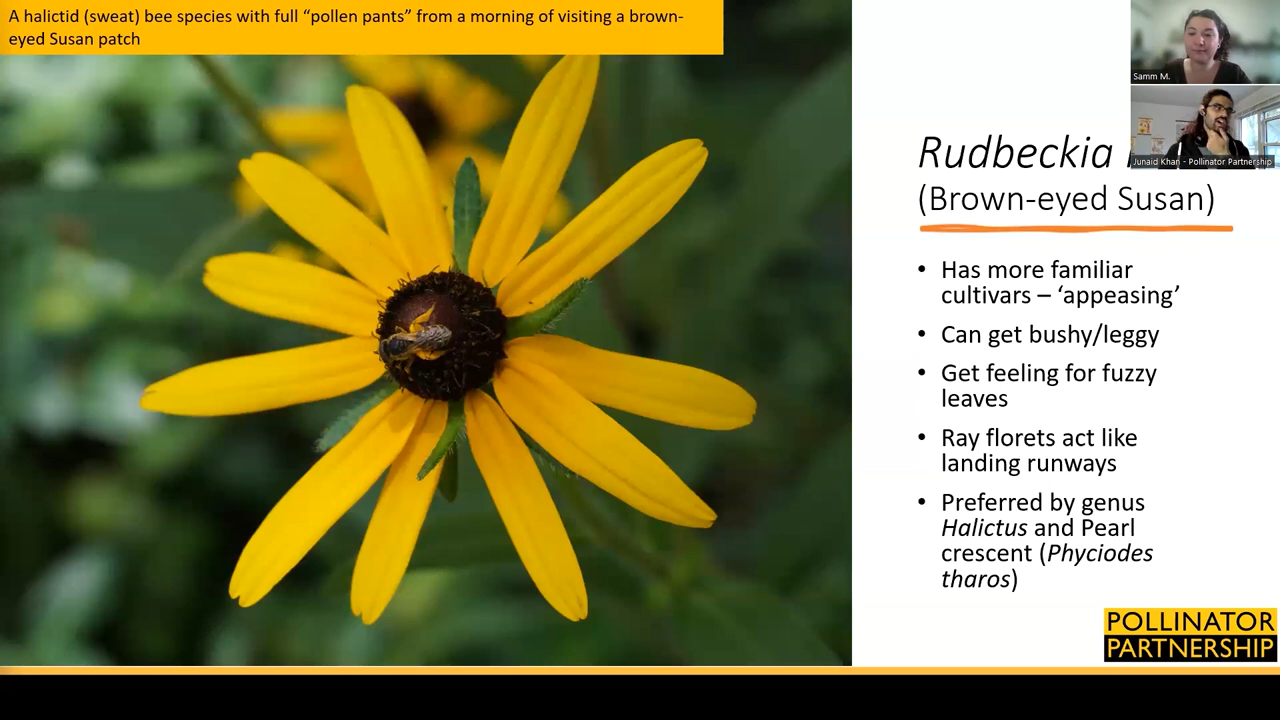 A halictid (sweat) bee species with full “pollen pants” from a morning of visiting a brown-
eyed Susan patch
Samm M.
Junaid Khan - Pollinator Partnership
Rudbeckia
(Brown-eyed Susan)
• Has more familiar
cultivars – ‘appeasing’
• Can get bushy/leggy
• Get feeling for fuzzy
leaves
• Ray florets act like
landing runways
• Preferred by genus
Halictus and Pearl
crescent (Phyciodes
tharos)
POLLINATOR
PARTNERSHIP